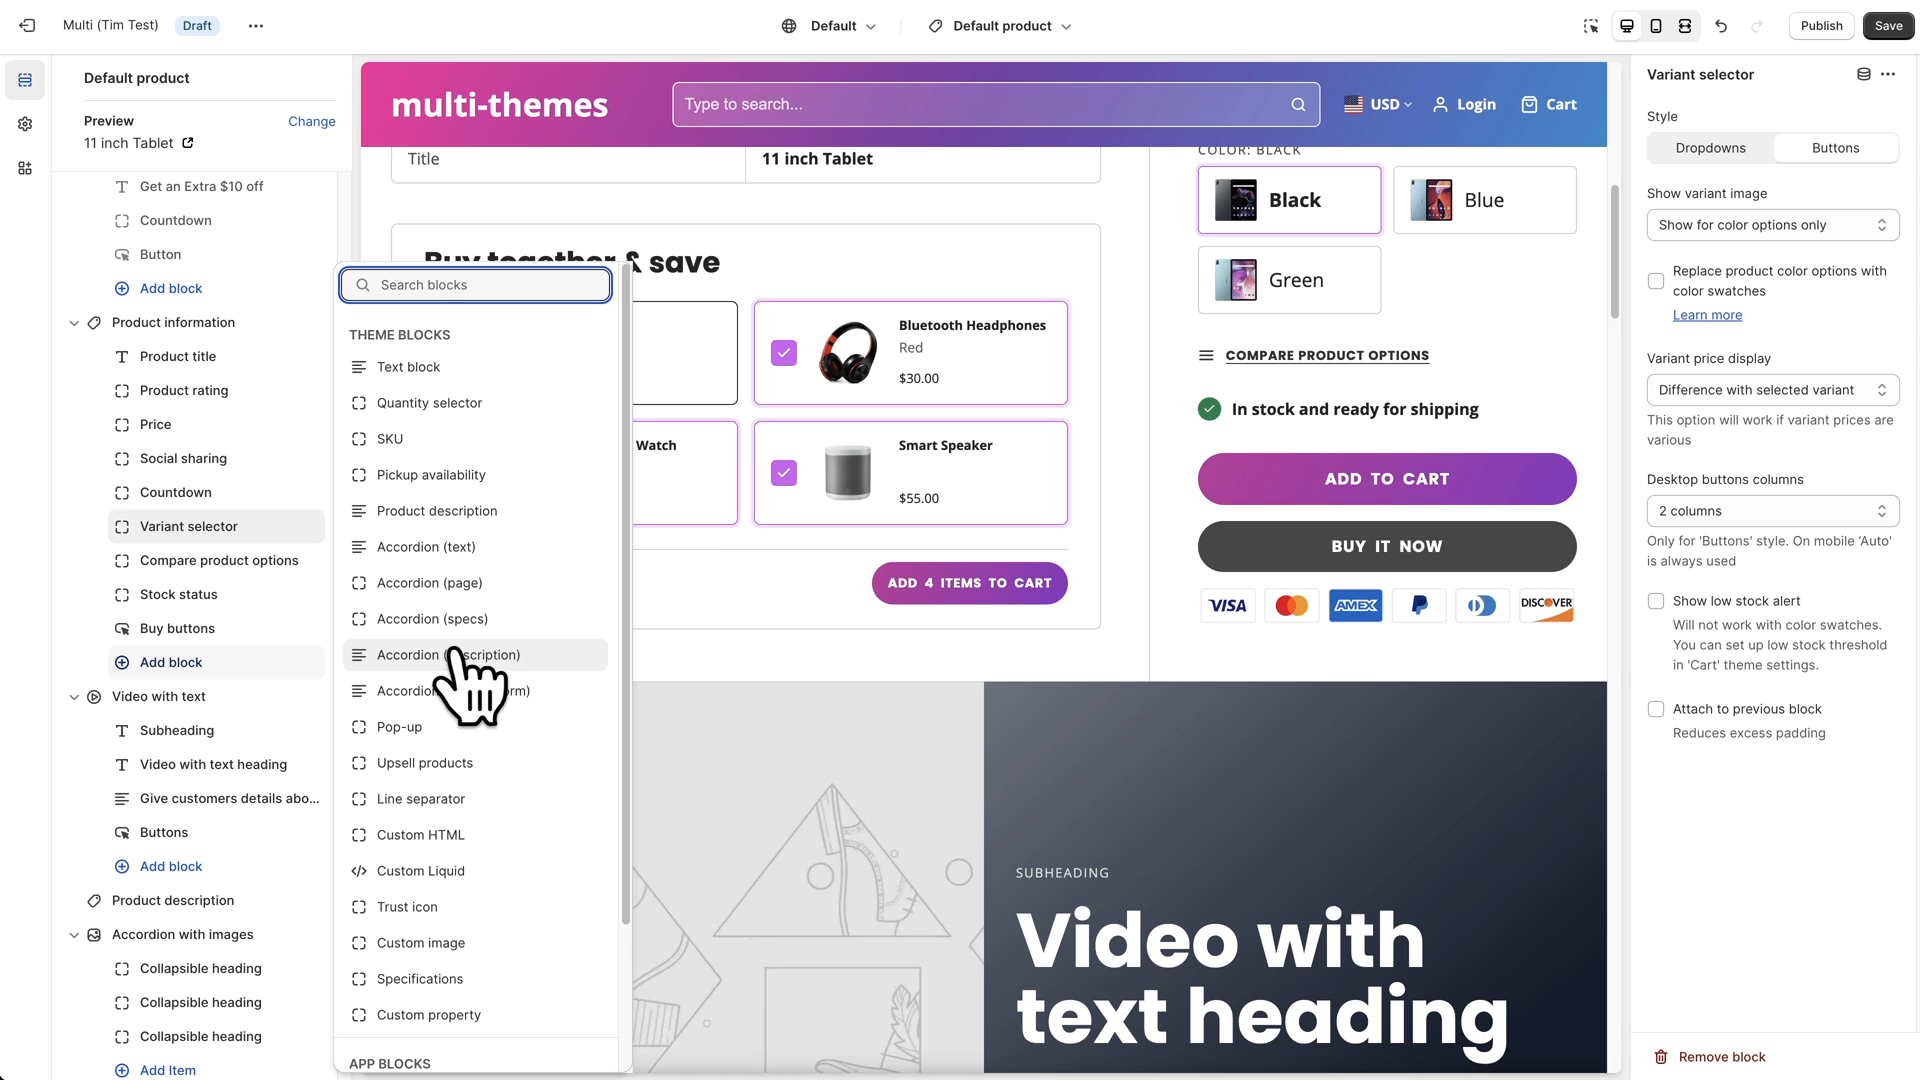 Multi (Tim Test)
Draft
Default
Default product
Publish
Save
Default product
Preview
Change
11 inch Tablet
Get an Extra $10 off
Countdown
Button
Add block
Product information
Product title
Product rating
Price
Social sharing
Countdown
Variant selector
Compare product options
Stock status
Buy buttons
Add block
Video with text
Subheading
Video with text heading
Give customers details abo...
Buttons
Add block
Product description
Accordion with images
Collapsible heading
Collapsible heading
Collapsible heading
Add Item
Search blocks
THEME BLOCKS
Text block
Quantity selector
SKU
Pickup availability
Product description
Accordion (text)
Accordion (page)
Accordion (specs)
Accordion
Accordion
Pop-up
Upsell products
Line separator
Custom HTML
Custom Liquid
Trust icon
Custom image
Specifications
Custom property
APP BLOCKS
multi-themes
Type to search...
USD
Login
Cart
Title
11 inch Tablet
Buy together & save
Bluetooth Headphones
Red
$30.00
Watch
Smart Speaker
$55.00
ADD 4 ITEMS TO CART
COLOR: BLACK
Black
Blue
Green
COMPARE PRODUCT OPTIONS
In stock and ready for shipping
ADD TO CART
BUY IT NOW
VISA
AMEX
DISCOVER
SUBHEADING
Video with
text heading
Variant selector
Style
Dropdowns
Buttons
Show variant image
Show for color options only
Replace product color options with
color swatches
Learn more
Variant price display
Difference with selected variant
This option will work if variant prices are
various
Desktop buttons columns
2 columns
Only for 'Buttons' style. On mobile 'Auto'
is always used
Show low stock alert
Will not work with color swatches.
You can set up low stock threshold
in 'Cart' theme settings.
Attach to previous block
Reduces excess padding
Remove block